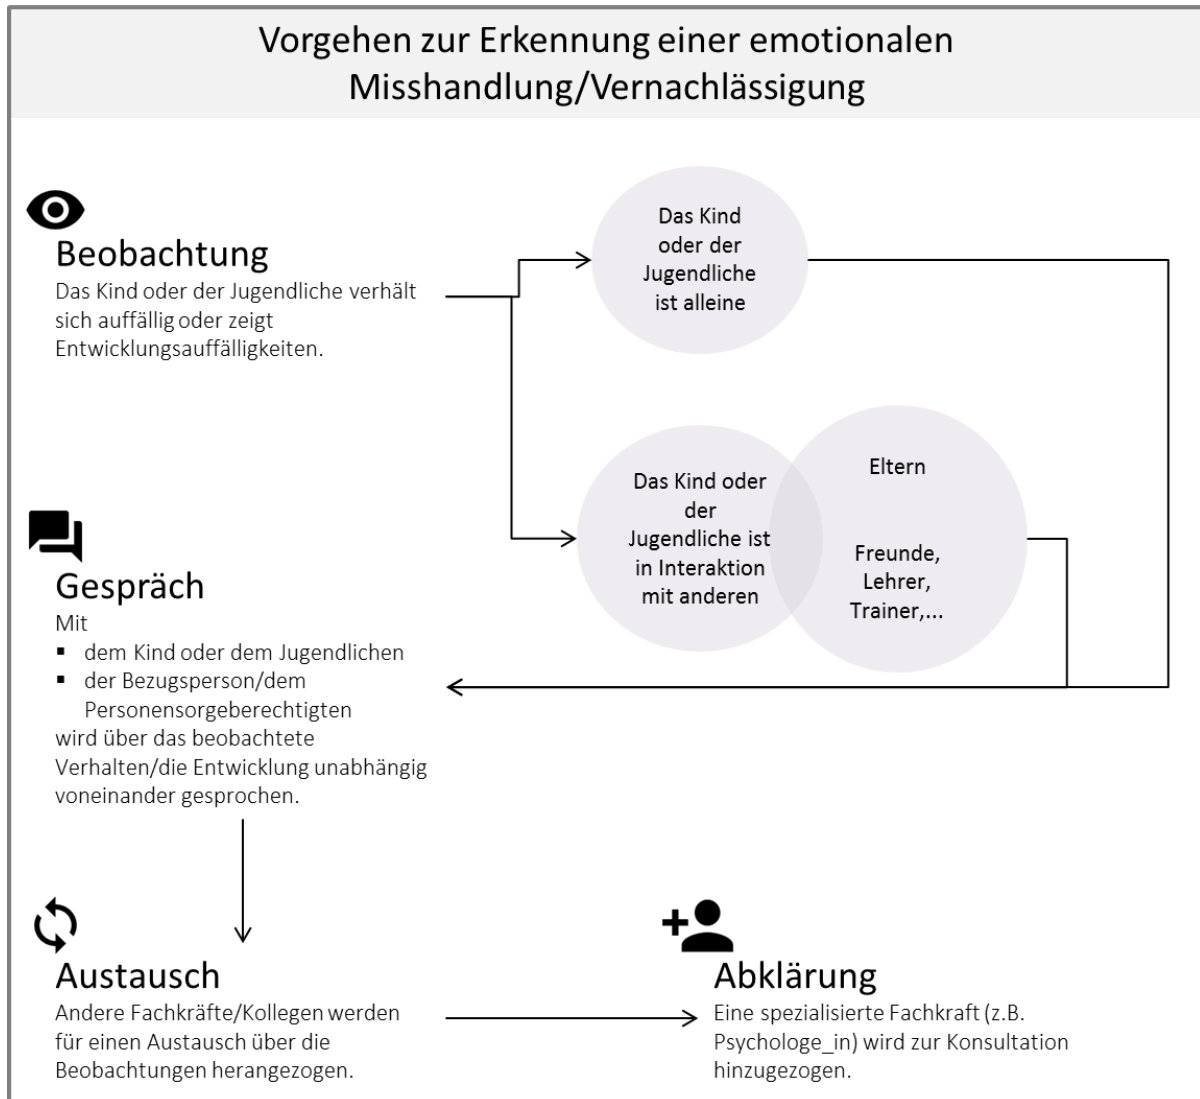 Vorgehen zur Erkennung einer emotionalen
Misshandlung/Vernachlässigung
Beobachtung
Das Kind oder der Jugendliche verhält
sich auffällig oder zeigt
Entwicklungsauffälligkeiten.
Das Kind
oder der
Jugendliche
ist alleine
Das Kind oder
der
Jugendliche ist
in Interaktion
mit anderen
Eltern
Freunde,
Lehrer,
Trainer,...
Gespräch
Mit
▪ dem Kind oder dem Jugendlichen
▪ der Bezugsperson/dem
Personensorgeberechtigten
wird über das beobachtete
Verhalten/die Entwicklung unabhängig
voneinander gesprochen.
Austausch
Andere Fachkräfte/Kollegen werden
für einen Austausch über die
Beobachtungen herangezogen.
Abklärung
Eine spezialisierte Fachkraft (z.B.
Psychologe_in) wird zur Konsultation
hinzugezogen.